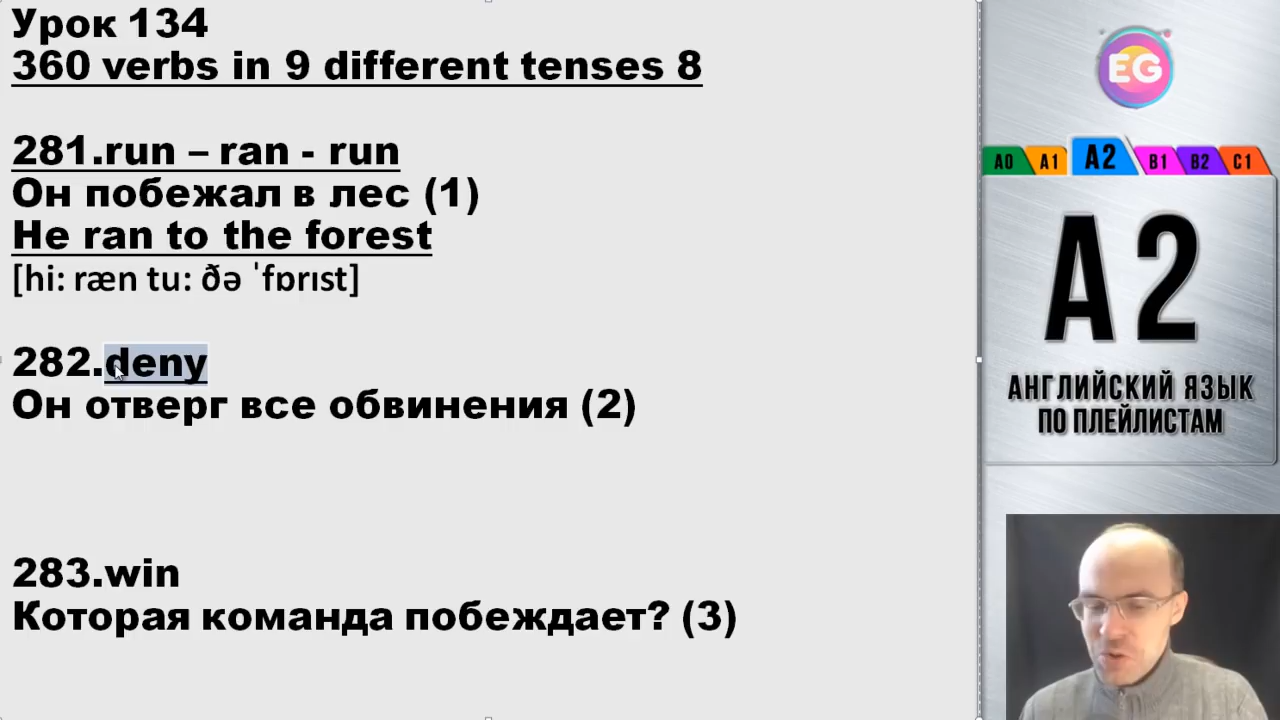 Урок 134
360 verbs in 9 different tenses 8
281.run – ran - run
Он побежал в лес (1)
He ran to the forest
[hi: ræn tu: ðə ˈfɒrɪst]
282.deny
Он отверг все обвинения (2)
283.win
Которая команда побеждает? (3)
EG
A0 A1 A2 B1 B2 C1
A2
АНГЛИЙСКИЙ ЯЗЫК
ПО ПЛЕЙЛИСТАМ